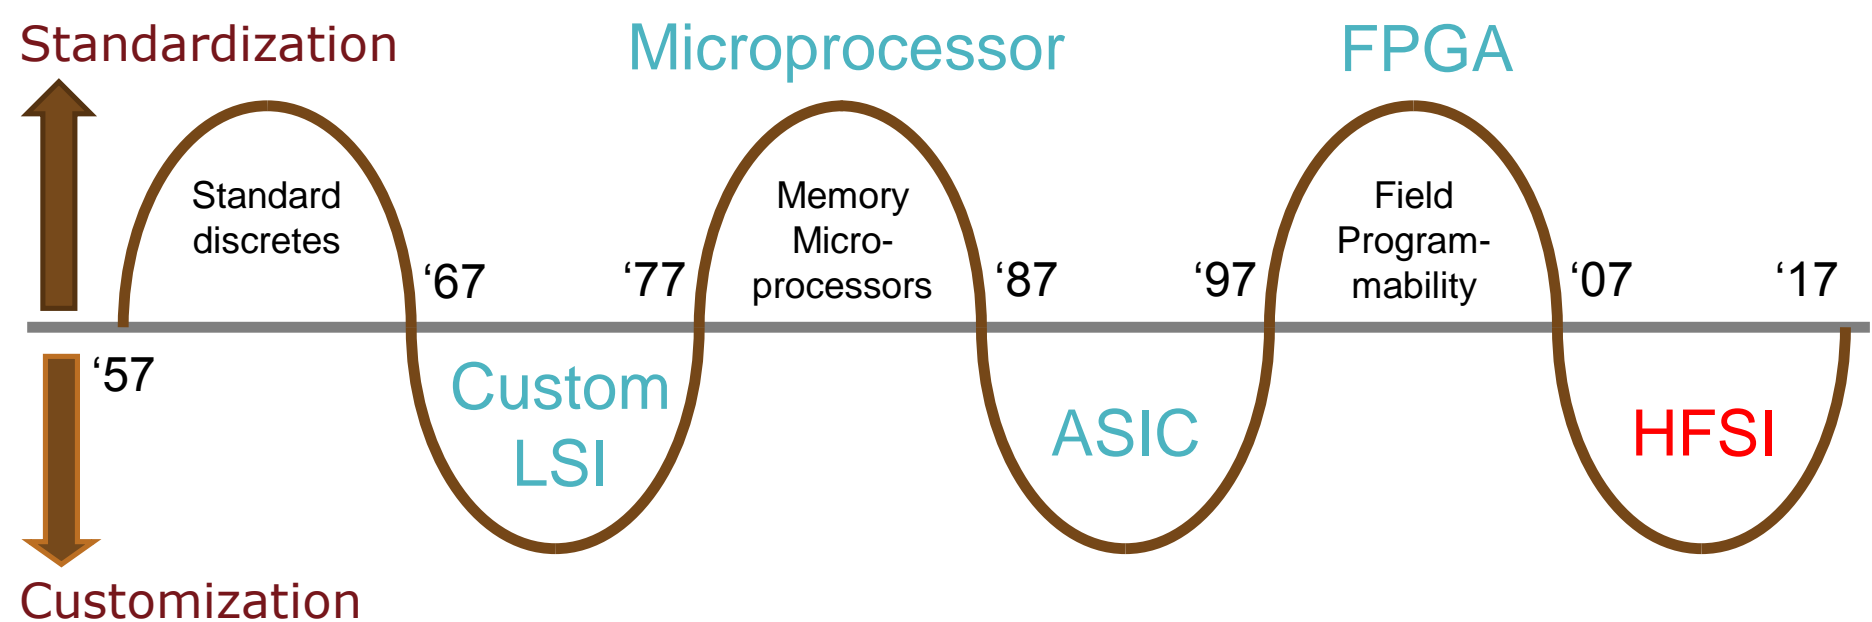 Standardization
Microprocessor
FPGA
Standard
discretes
Memory
Micro-
processors
Field
Program-
mability
‘67
‘77
‘87
‘97
‘07
‘17
‘57
Custom
LSI
ASIC
HFSI
Customization